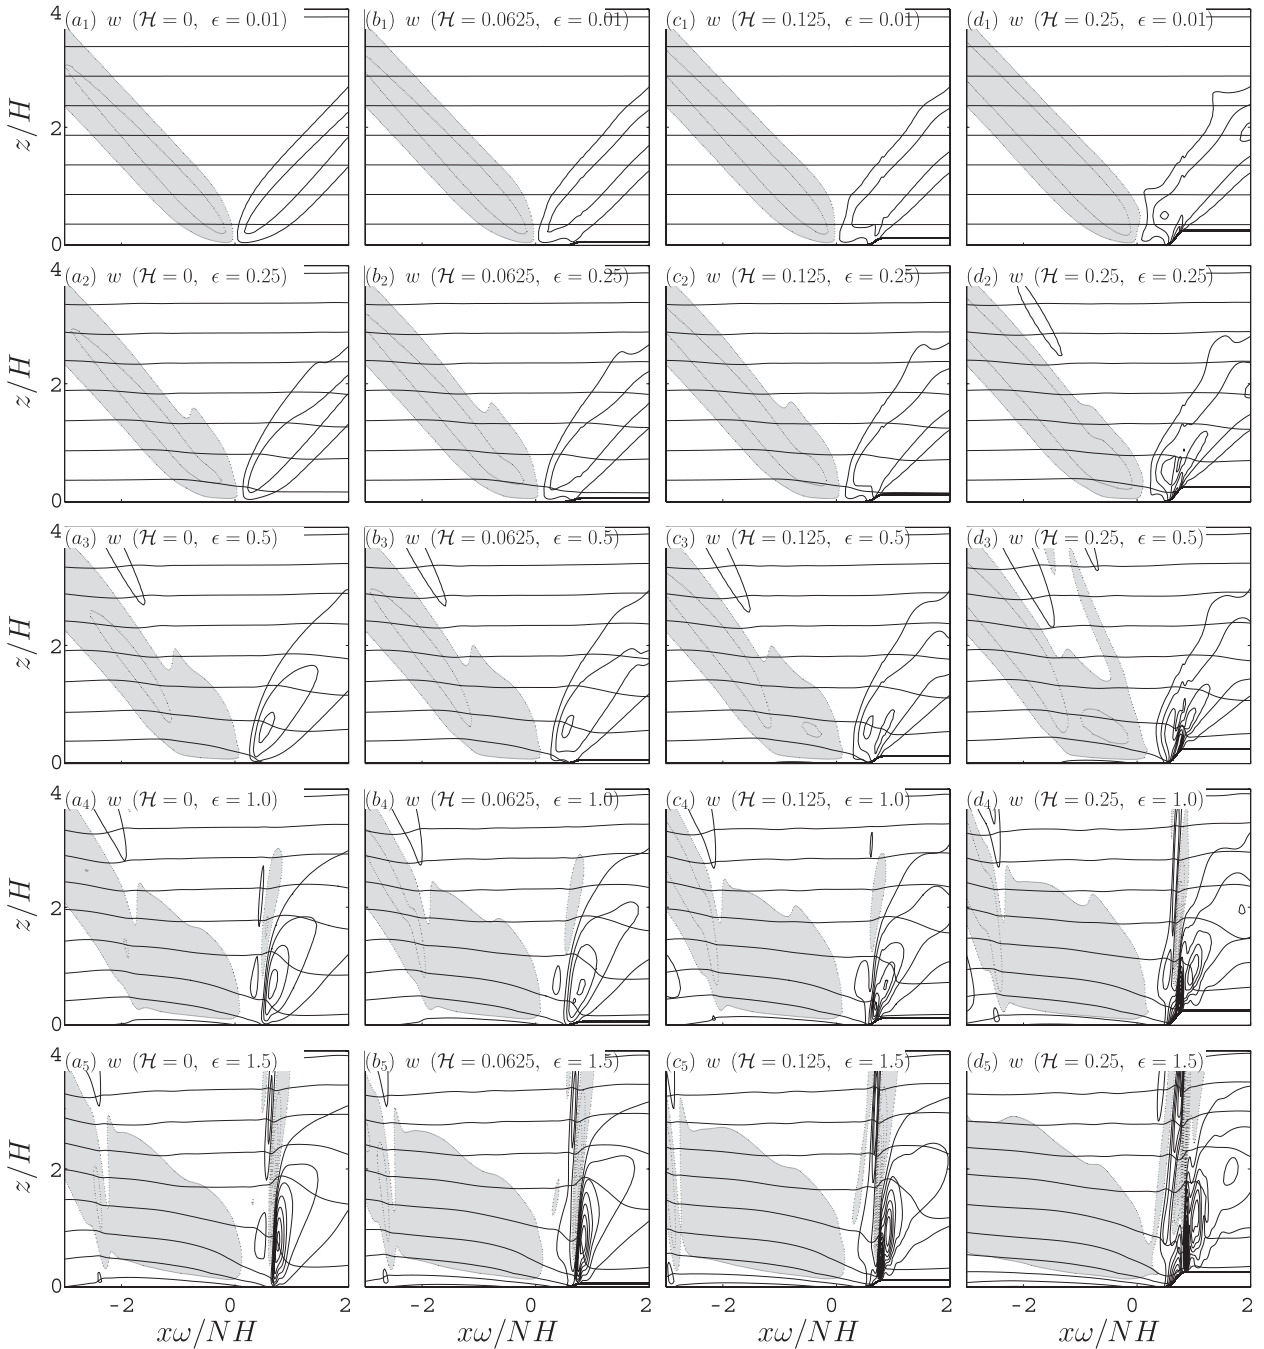 4 (a₁) w (ℋ = 0, ϵ = 0.01) (b₁) w (ℋ = 0.0625, ϵ = 0.01) (c₁) w (ℋ = 0.125, ϵ = 0.01) (d₁) w (ℋ = 0.25, ϵ = 0.01)
z/H
2
0
4 (a₂) w (ℋ = 0, ϵ = 0.25) (b₂) w (ℋ = 0.0625, ϵ = 0.25) (c₂) w (ℋ = 0.125, ϵ = 0.25) (d₂) w (ℋ = 0.25, ϵ = 0.25)
z/H
2
0
4 (a₃) w (ℋ = 0, ϵ = 0.5) (b₃) w (ℋ = 0.0625, ϵ = 0.5) (c₃) w (ℋ = 0.125, ϵ = 0.5) (d₃) w (ℋ = 0.25, ϵ = 0.5)
z/H
2
0
4 (a₄) w (ℋ = 0, ϵ = 1.0) (b₄) w (ℋ = 0.0625, ϵ = 1.0) (c₄) w (ℋ = 0.125, ϵ = 1.0) (d₄) w (ℋ = 0.25, ϵ = 1.0)
z/H
2
0
4 (a₅) w (ℋ = 0, ϵ = 1.5) (b₅) w (ℋ = 0.0625, ϵ = 1.5) (c₅) w (ℋ = 0.125, ϵ = 1.5) (d₅) w (ℋ = 0.25, ϵ = 1.5)
z/H
2
0
-2 0 2 -2 0 2 -2 0 2 -2 0 2
xω/NH xω/NH xω/NH xω/NH